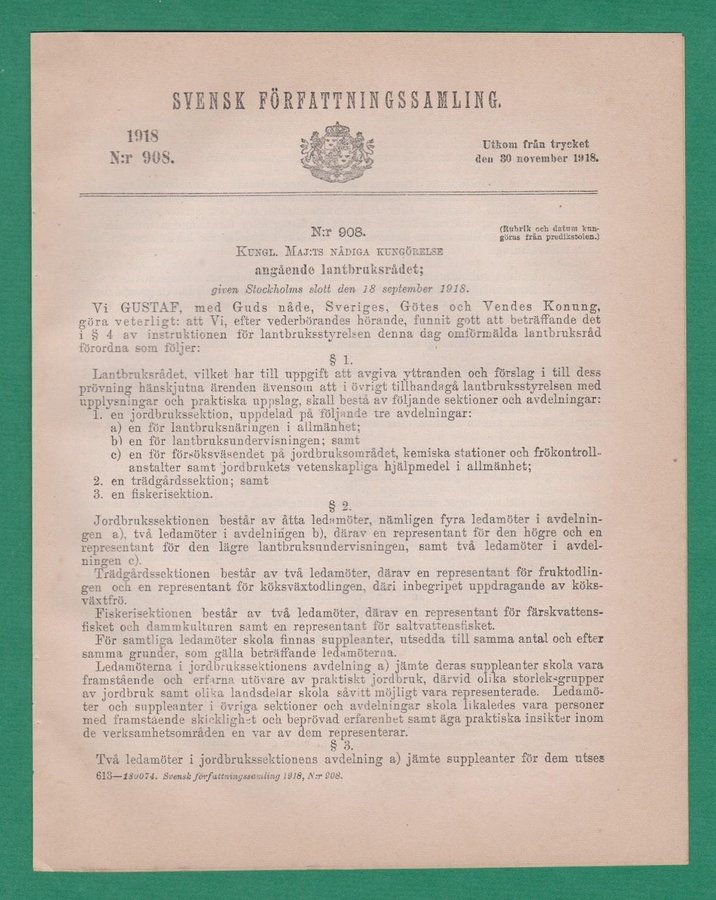 SVENSK FÖRFATTNINGSSAMLING.
1918
N:r 908.
Utkom från trycket
den 30 november 1918.
N:r 908.
(Rubrik och datum kun-
göras från predikstolen.)
KUNGL. MAJ:TS NÅDIGA KUNGÖRELSE
angående lantbruksrådet;
given Stockholms slott den 18 september 1918.
Vi GUSTAF, med Guds nåde, Sveriges, Götes och Vendes Konung,
göra veterligt: att Vi, efter vederbörandes hörande, funnit gott att beträffande det
i § 4 av instruktionen för lantbruksstyrelsen denna dag omförmälda lantbruksråd
förordna som följer:
§ 1.
Lantbruksrådet, vilket har till uppgift att avgiva yttranden och förslag i till dess
prövning hänskjutna ärenden ävensom att i övrigt tillhandagå lantbruksstyrelsen med
upplysningar och praktiska uppslag, skall bestå av följande sektioner och avdelningar:
1. en jordbrukssektion, uppdelad på följande tre avdelningar:
a) en för lantbruksnäringen i allmänhet;
b) en för lantbruksundervisningen; samt
c) en för försöksväsendet på jordbruksområdet, kemiska stationer och frökontroll-
anstalter samt jordbrukets vetenskapliga hjälpmedel i allmänhet;
2. en trädgårdssektion; samt
3. en fiskerisektion.
§ 2.
Jordbrukssektionen består av åtta ledamöter, nämligen fyra ledamöter i avdelnin-
gen a), två ledamöter i avdelningen b), därav en representant för den högre och en
representant för den lägre lantbruksundervisningen, samt två ledamöter i avdel-
ningen c).
Trädgårdssektionen består av två ledamöter, därav en representant för fruktodlin-
gen och en representant för köksväxtodlingen, däri inbegripet uppdragande av köks-
växtfrö.
Fiskerisektionen består av två ledamöter, därav en representant för färskvattens-
fisket och dammkulturen samt en representant för saltvattensfisket.
För samtliga ledamöter skola finnas suppleanter, utsedda till samma antal och efter
samma grunder, som gälla beträffande ledamöterna.
Ledamöterna i jordbrukssektionens avdelning a) jämte deras suppleanter skola vara
framstående och erfarna utövare av praktiskt jordbruk, därvid olika storleksgrupper
av jordbruk samt olika landsdelar skola såvitt möjligt vara representerade. Ledamö-
ter och suppleanter i övriga sektioner och avdelningar skola likaledes vara personer
med framstående skicklighet och beprövad erfarenhet samt äga praktiska insikter inom
de verksamhetsområden en var av dem representerar.
§ 3.
Två ledamöter i jordbrukssektionens avdelning a) jämte suppleanter för dem utses
613—180074. Svensk författningssamling 1918, N:r 908.